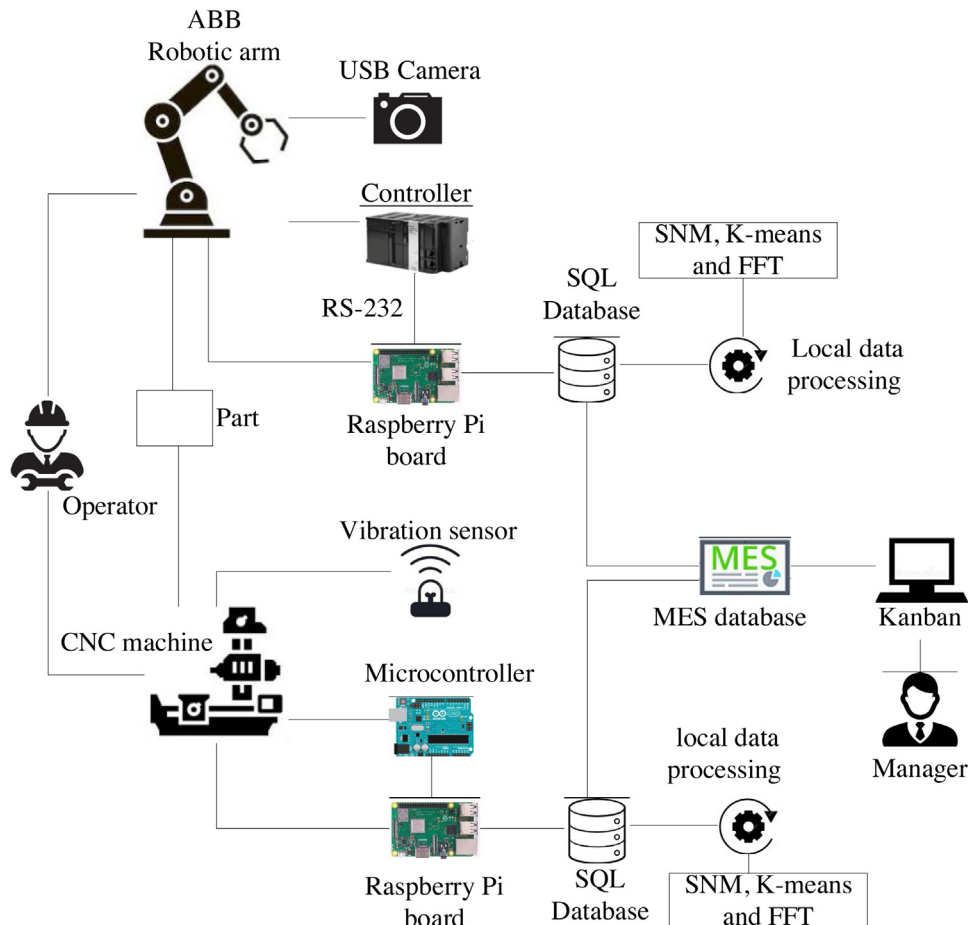 ABB
Robotic arm
USB Camera
Controller
SNM, K-means
and FFT
SQL
Database
RS-232
Local data
processing
Raspberry Pi
board
Part
Operator
Vibration sensor
MES
MES database
Kanban
CNC machine
Microcontroller
local data
processing
Manager
Raspberry Pi
board
SQL
Database
SNM, K-means
and FFT